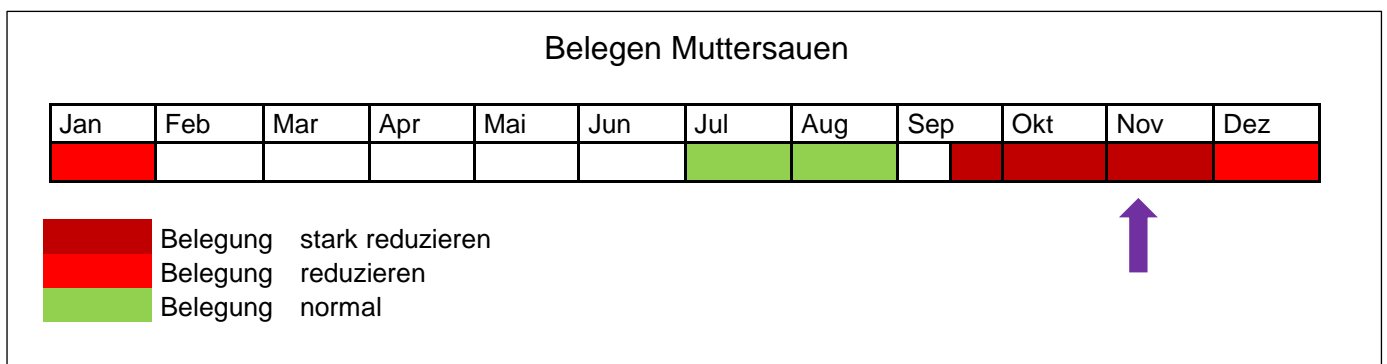 Belegen Muttersauen
Jan Feb Mar Apr Mai Jun Jul Aug Sep Okt Nov Dez
Belegung stark reduzieren
Belegung reduzieren
Belegung normal